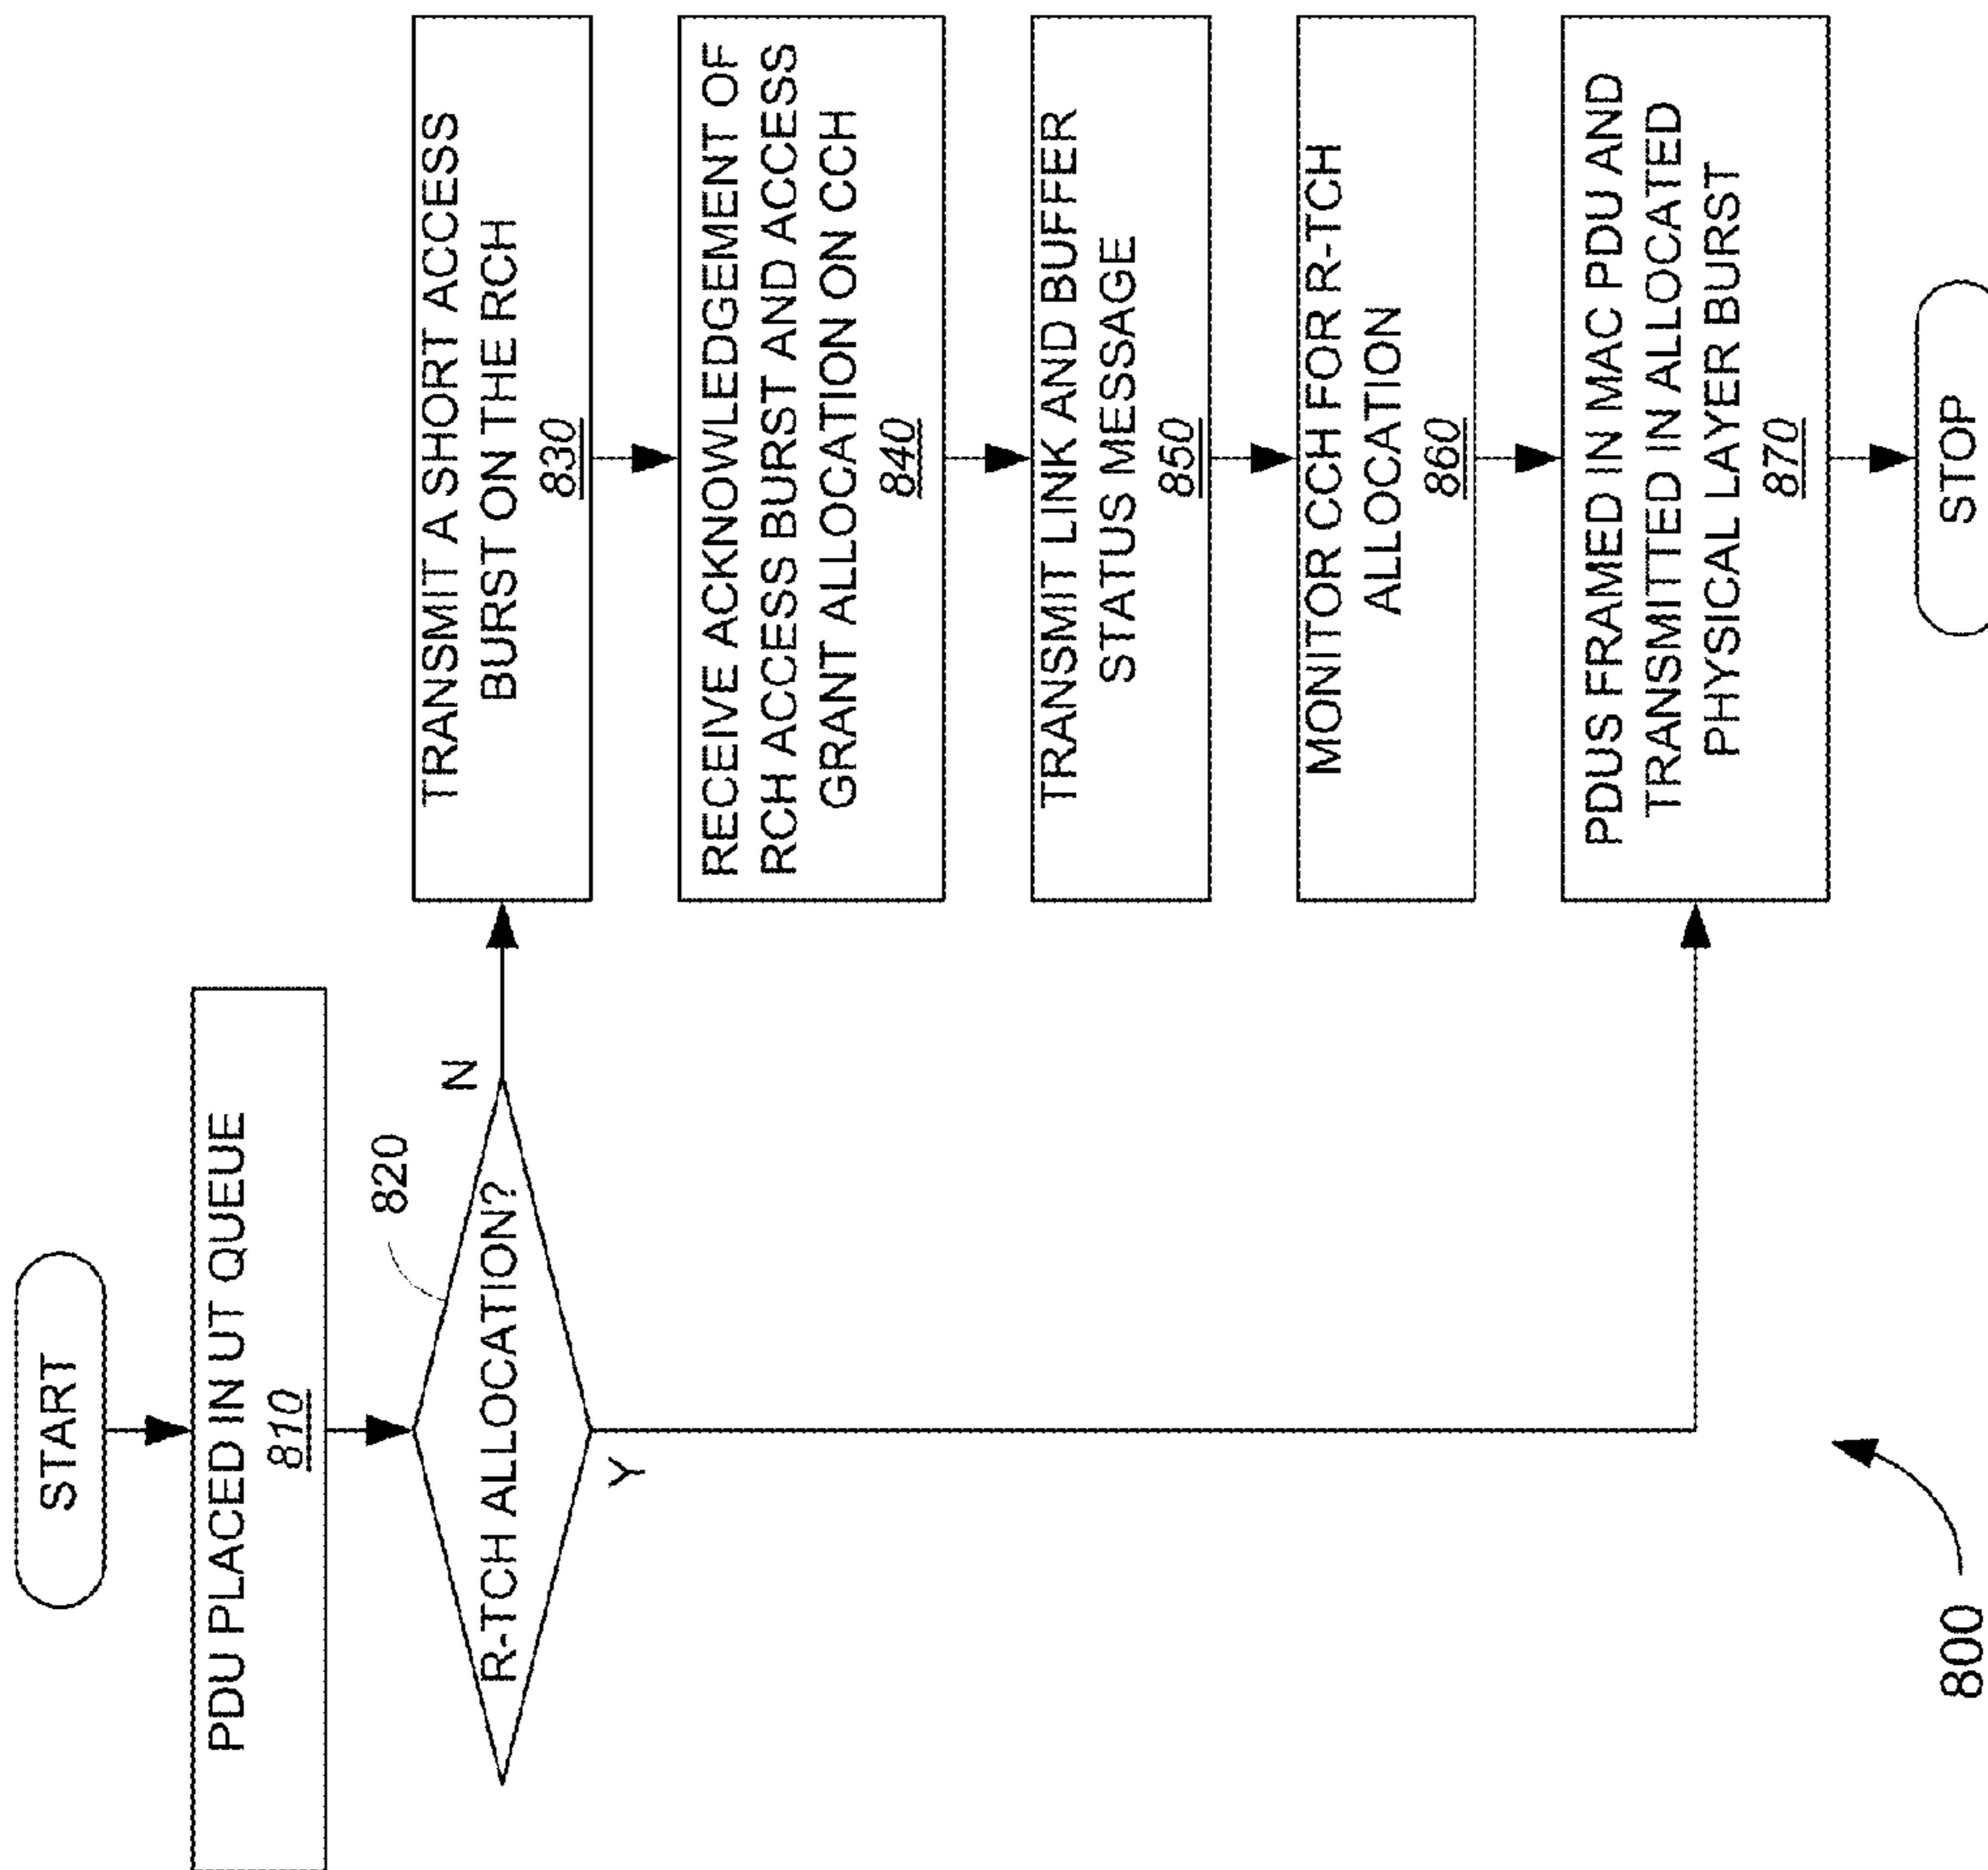 START
PDU PLACED IN UT QUEUE
810
820
R-TCH ALLOCATION?
N
Y
TRANSMIT A SHORT ACCESS
BURST ON THE RCH
830
RECEIVE ACKNOWLEDGEMENT OF
RCH ACCESS BURST AND ACCESS
GRANT ALLOCATION ON CCH
840
TRANSMIT LINK AND BUFFER
STATUS MESSAGE
850
MONITOR CCH FOR R-TCH
ALLOCATION
860
PDUS FRAMED IN MAC PDU AND
TRANSMITTED IN ALLOCATED
PHYSICAL LAYER BURST
870
STOP
800